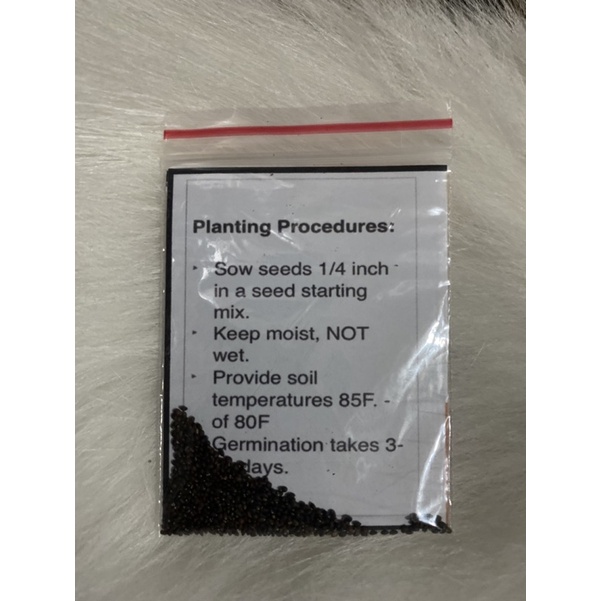 Planting Procedures:
Sow seeds 1/4 inch -
in a seed starting
mix.
Keep moist, NOT
wet.
Provide soil
temperatures 85F. -
of 80F
Germination takes 3-
days.